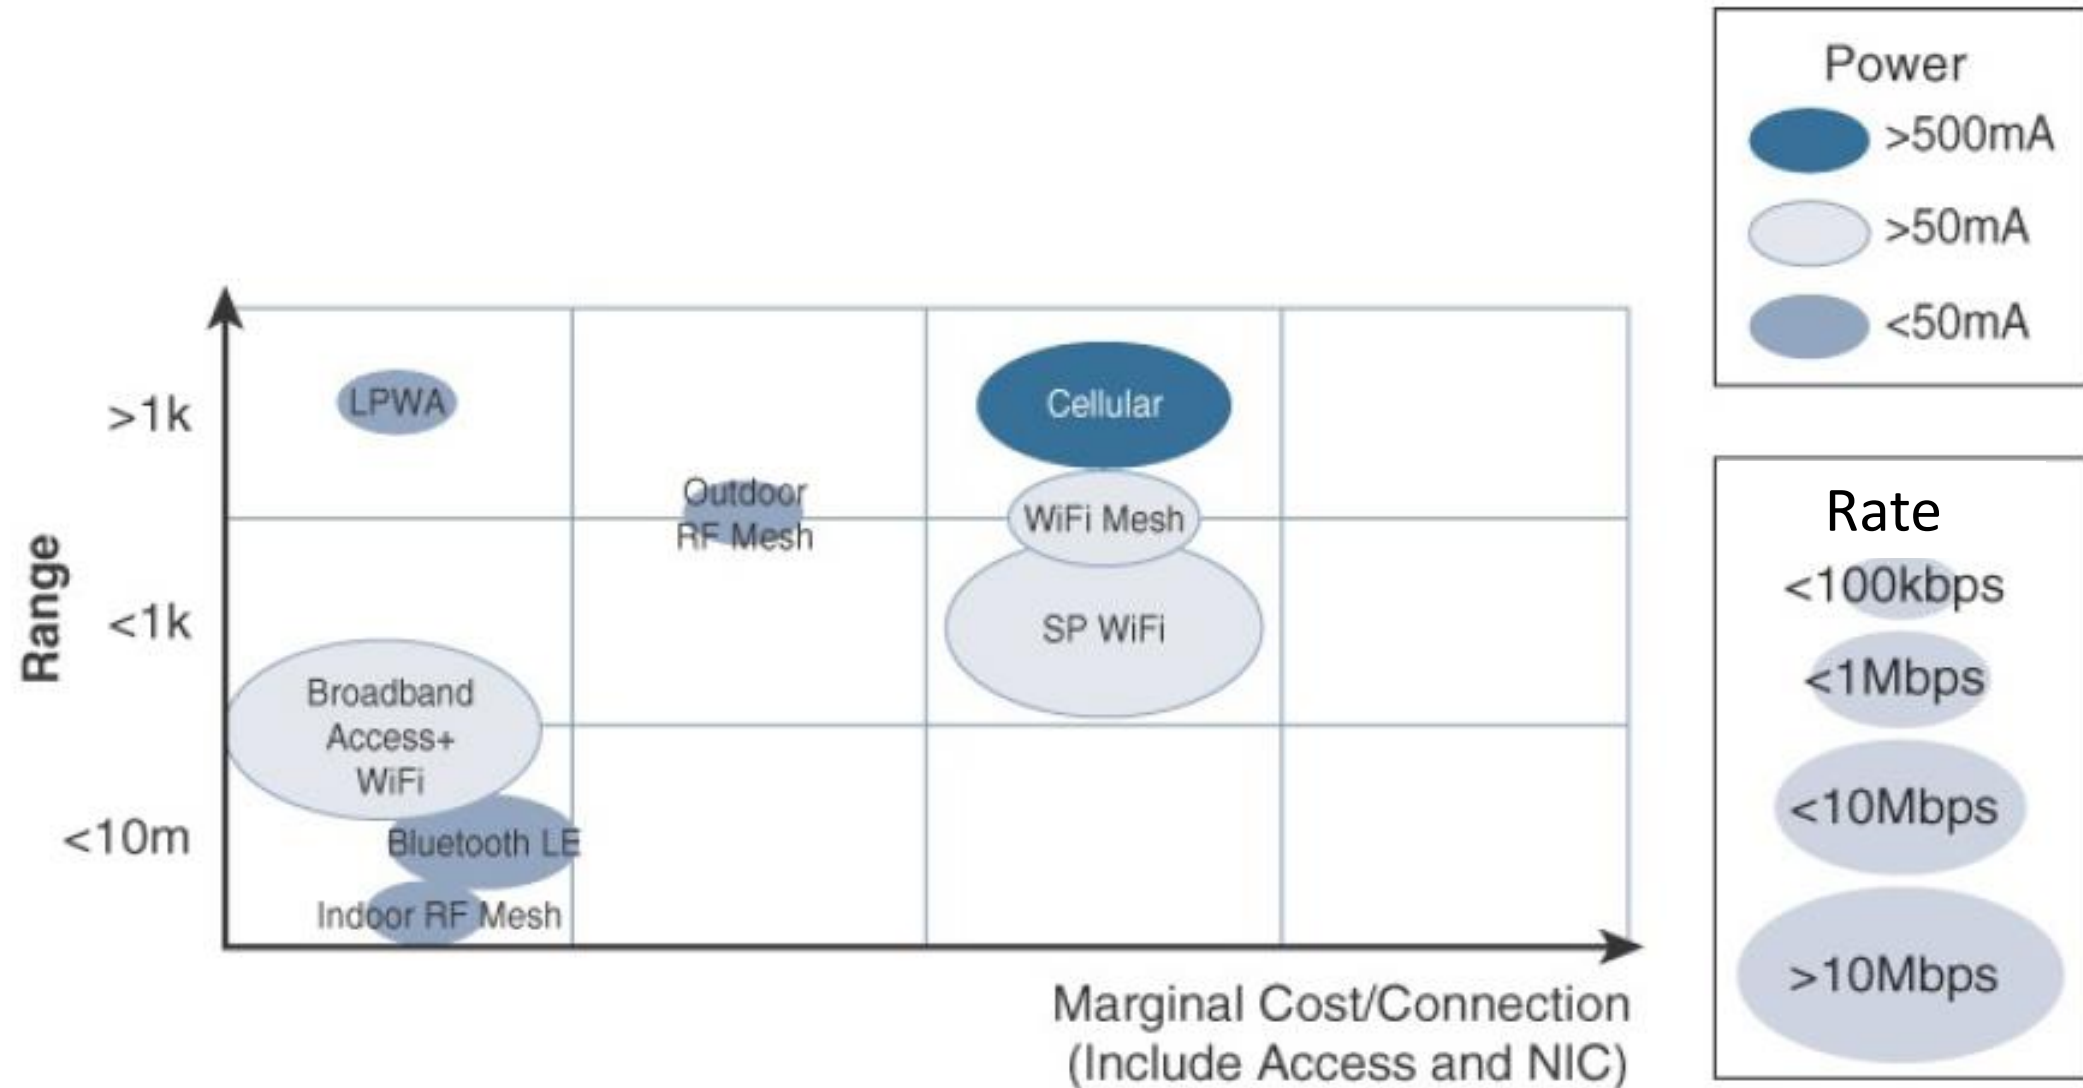 Power
>500mA
>50mA
<50mA
Rate
<100kbps
<1Mbps
<10Mbps
>10Mbps
Range
>1k
<1k
<10m
LPWA
Cellular
Outdoor
RF Mesh
WiFi Mesh
SP WiFi
Broadband
Access+
WiFi
Bluetooth LE
Indoor RF Mesh
Marginal Cost/Connection
(Include Access and NIC)